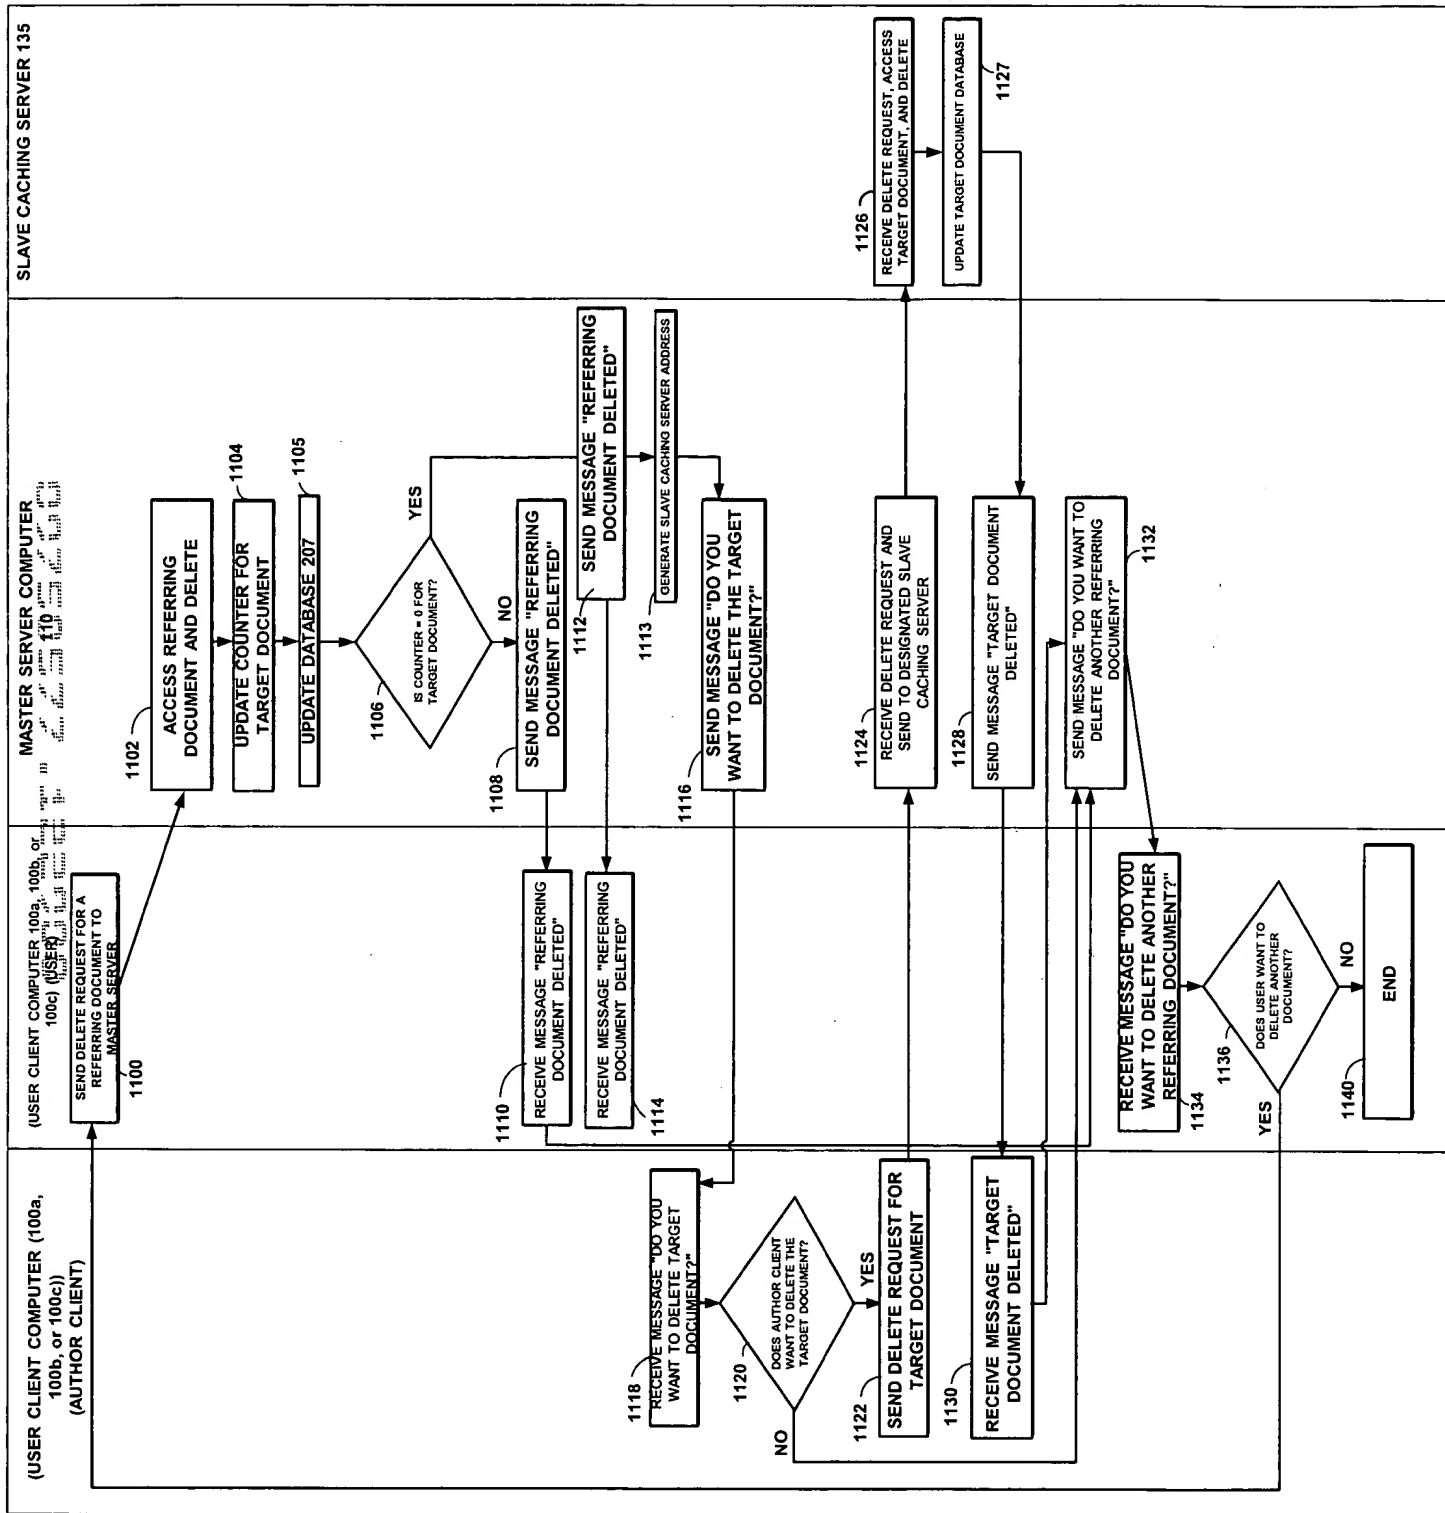 (USER CLIENT COMPUTER (100a,
100b, or 100c))
(AUTHOR CLIENT)
(USER CLIENT COMPUTER 100a, 100b, or
100c) (USER)
MASTER SERVER COMPUTER
110
SLAVE CACHING SERVER 135
SEND DELETE REQUEST FOR A
REFERRING DOCUMENT TO
MASTER SERVER
1100
1102
ACCESS REFERRING
DOCUMENT AND DELETE
UPDATE COUNTER FOR
TARGET DOCUMENT
1104
UPDATE DATABASE 207
1105
IS COUNTER = 0 FOR
TARGET DOCUMENT?
1106
YES
NO
1108
SEND MESSAGE "REFERRING
DOCUMENT DELETED"
1110
RECEIVE MESSAGE "REFERRING
DOCUMENT DELETED"
1112
SEND MESSAGE "REFERRING
DOCUMENT DELETED"
RECEIVE MESSAGE "REFERRING
DOCUMENT DELETED"
1114
GENERATE SLAVE CACHING SERVER ADDRESS
1113
SEND MESSAGE "DO YOU
WANT TO DELETE THE TARGET
DOCUMENT?"
1116
1118
RECEIVE MESSAGE "DO YOU
WANT TO DELETE TARGET
DOCUMENT?"
DOES AUTHOR CLIENT
WANT TO DELETE THE
TARGET DOCUMENT?
1120
YES
NO
1122
SEND DELETE REQUEST FOR
TARGET DOCUMENT
1124
RECEIVE DELETE REQUEST AND
SEND TO DESIGNATED SLAVE
CACHING SERVER
1126
RECEIVE DELETE REQUEST, ACCESS
TARGET DOCUMENT, AND DELETE
UPDATE TARGET DOCUMENT DATABASE
1127
1128
SEND MESSAGE "TARGET DOCUMENT
DELETED"
1130
RECEIVE MESSAGE "TARGET
DOCUMENT DELETED"
SEND MESSAGE "DO YOU WANT TO
DELETE ANOTHER REFERRING
DOCUMENT?"
1132
RECEIVE MESSAGE "DO YOU
WANT TO DELETE ANOTHER
REFERRING DOCUMENT?"
1134
DOES USER WANT TO
DELETE ANOTHER
DOCUMENT?
1136
YES
NO
1140
END